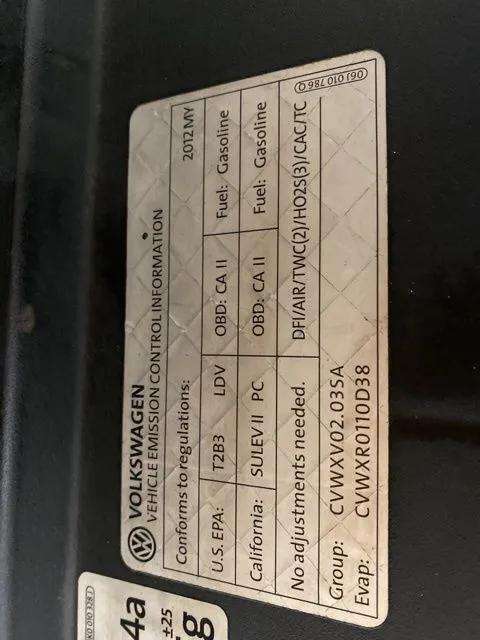 VOLKSWAGEN
VEHICLE EMISSION CONTROL INFORMATION
Conforms to regulations: 2012 MY
U.S. EPA: T2B3 LDV OBD: CA II Fuel: Gasoline
California: SULEV II PC OBD: CA II Fuel: Gasoline
No adjustments needed. DFI/AIR/TWC(2)/HO2S(3)/CAC/TC
Group: CVWXV02.03SA
Evap: CVWXR0110D38
06J 010 786 Q
4a
±25
g